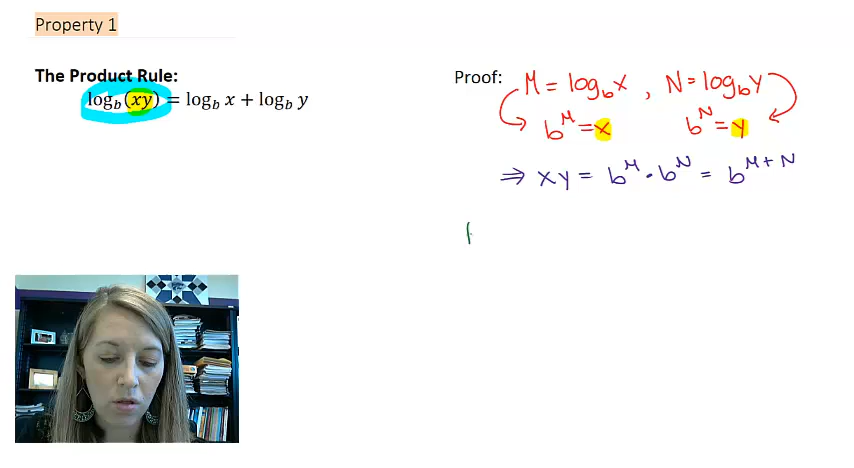 Property 1
The Product Rule:
log_b(xy) = log_b x + log_b y
Proof: M = log_b x , N = log_b y
b^M = x b^N = y
⇒ xy = b^M · b^N = b^(M + N)